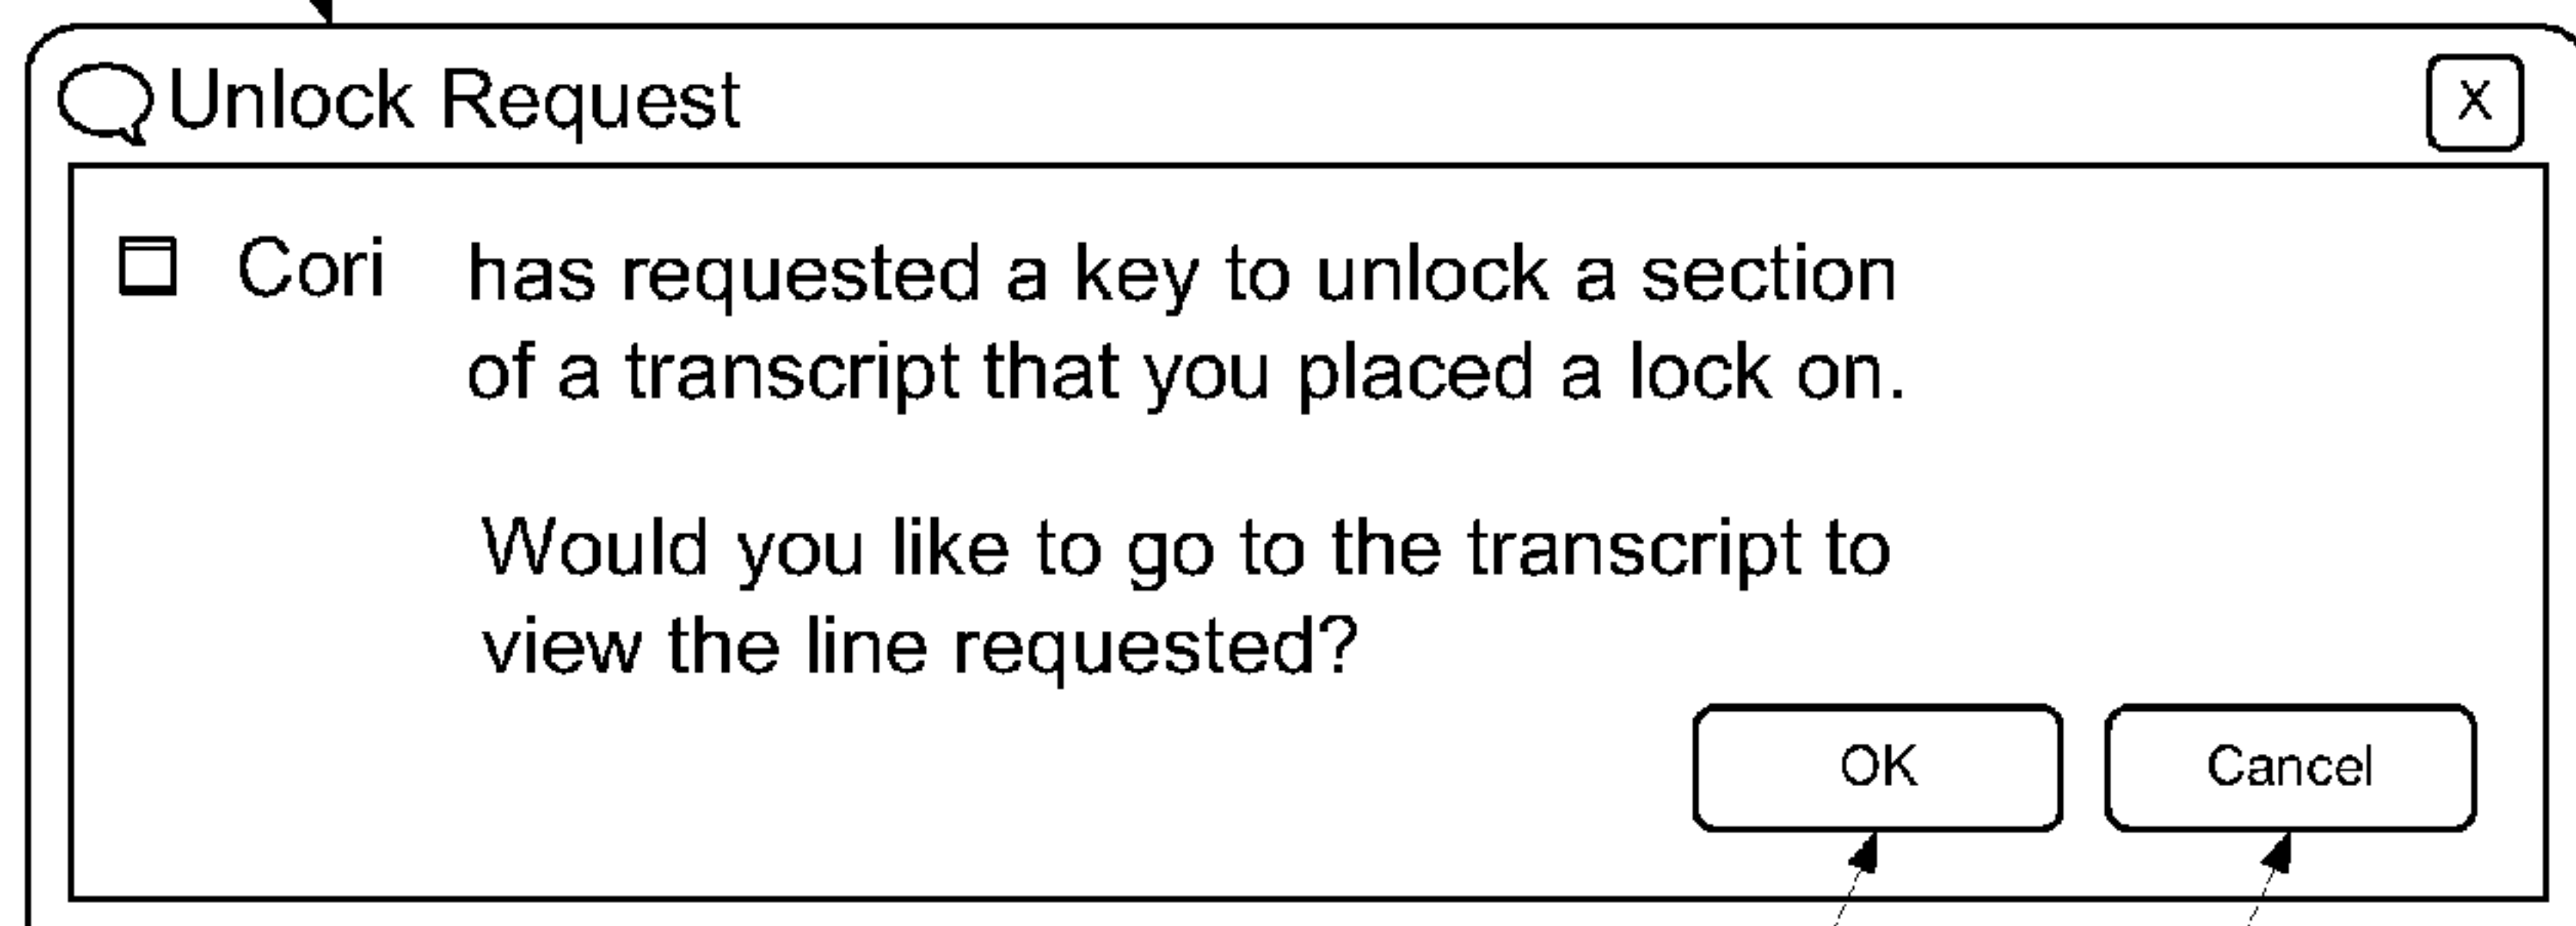 Unlock Request
X
Cori has requested a key to unlock a section
of a transcript that you placed a lock on.
Would you like to go to the transcript to
view the line requested?
OK Cancel